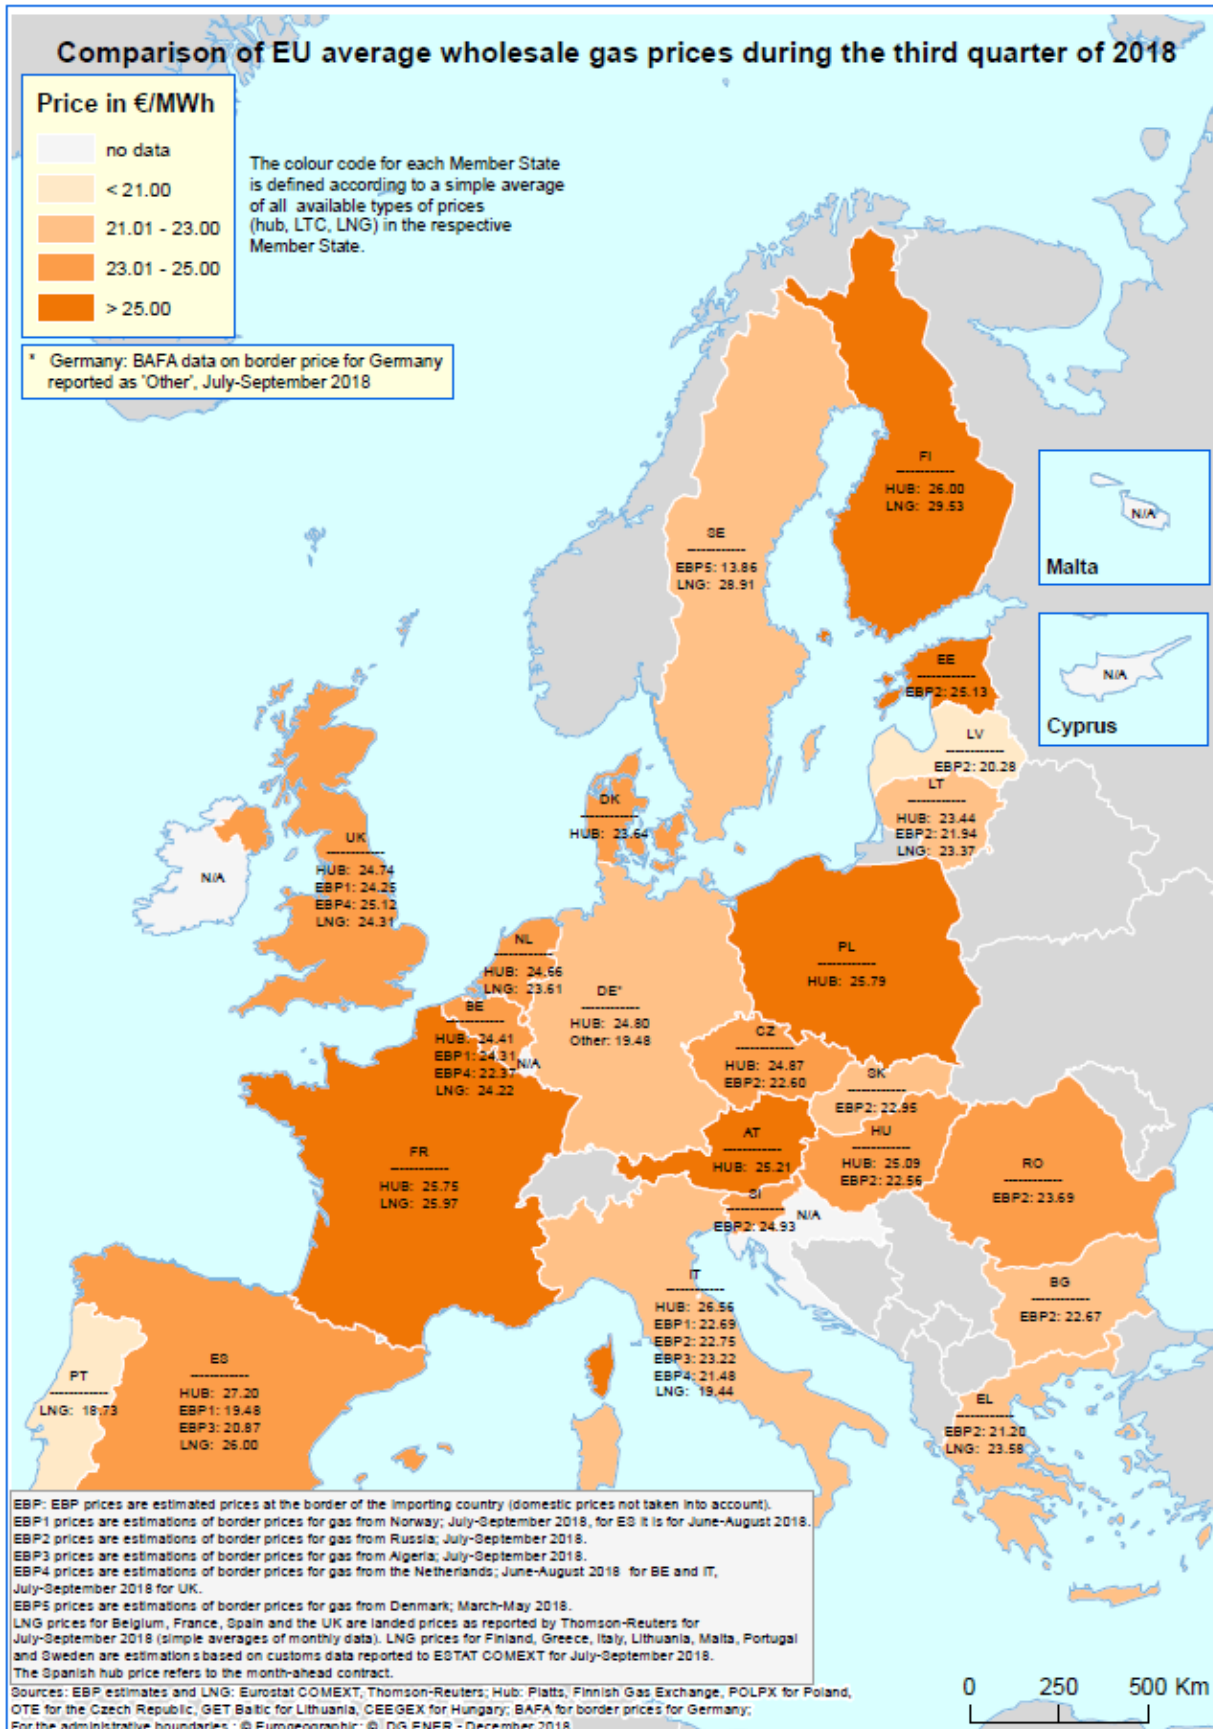 Comparison of EU average wholesale gas prices during the third quarter of 2018
Price in €/MWh
no data
< 21.00
21.01 - 23.00
23.01 - 25.00
> 25.00
The colour code for each Member State
is defined according to a simple average
of all available types of prices
(hub, LTC, LNG) in the respective
Member State.
* Germany: BAFA data on border price for Germany
reported as 'Other', July-September 2018
FI
------------
HUB: 26.00
LNG: 29.53
N/A
Malta
SE
------------
EBP5: 13.86
LNG: 28.91
N/A
Cyprus
EE
------------
EBP2: 25.13
LV
------------
EBP2: 20.28
LT
------------
HUB: 23.44
EBP2: 21.94
LNG: 23.37
DK
------------
HUB: 23.64
UK
------------
HUB: 24.74
EBP1: 24.25
EBP4: 25.12
LNG: 24.31
N/A
NL
------------
HUB: 24.66
LNG: 23.61
DE*
------------
HUB: 24.80
Other: 19.48
PL
------------
HUB: 25.79
BE
------------
HUB: 24.41
EBP1: 24.31
EBP4: 22.37
LNG: 24.22
N/A
CZ
------------
HUB: 24.87
EBP2: 22.60
SK
------------
EBP2: 22.95
AT
------------
HUB: 25.21
HU
------------
HUB: 25.09
EBP2: 22.56
FR
------------
HUB: 25.75
LNG: 25.97
RO
------------
EBP2: 23.69
SI
------------
EBP2: 24.93
N/A
IT
------------
HUB: 26.56
EBP1: 22.69
EBP2: 22.75
EBP3: 23.22
EBP4: 21.48
LNG: 19.44
BG
------------
EBP2: 22.67
PT
------------
LNG: 18.73
ES
------------
HUB: 27.20
EBP1: 19.48
EBP3: 20.87
LNG: 26.00
EL
------------
EBP2: 21.20
LNG: 23.58
EBP: EBP prices are estimated prices at the border of the importing country (domestic prices not taken into account).
EBP1 prices are estimations of border prices for gas from Norway; July-September 2018, for ES it is for June-August 2018.
EBP2 prices are estimations of border prices for gas from Russia; July-September 2018.
EBP3 prices are estimations of border prices for gas from Algeria; July-September 2018.
EBP4 prices are estimations of border prices for gas from the Netherlands; June-August 2018 for BE and IT,
July-September 2018 for UK.
EBP5 prices are estimations of border prices for gas from Denmark; March-May 2018.
LNG prices for Belgium, France, Spain and the UK are landed prices as reported by Thomson-Reuters for
July-September 2018 (simple averages of monthly data). LNG prices for Finland, Greece, Italy, Lithuania, Malta, Portugal
and Sweden are estimations based on customs data reported to ESTAT COMEXT for July-September 2018.
The Spanish hub price refers to the month-ahead contract.
Sources: EBP estimates and LNG: Eurostat COMEXT, Thomson-Reuters; Hub: Platts, Finnish Gas Exchange, POLPX for Poland,
OTE for the Czech Republic, GET Baltic for Lithuania, CEEGEX for Hungary; BAFA for border prices for Germany;
For the administrative boundaries : © Eurogeographic; © DG ENER - December 2018
0 250 500 Km